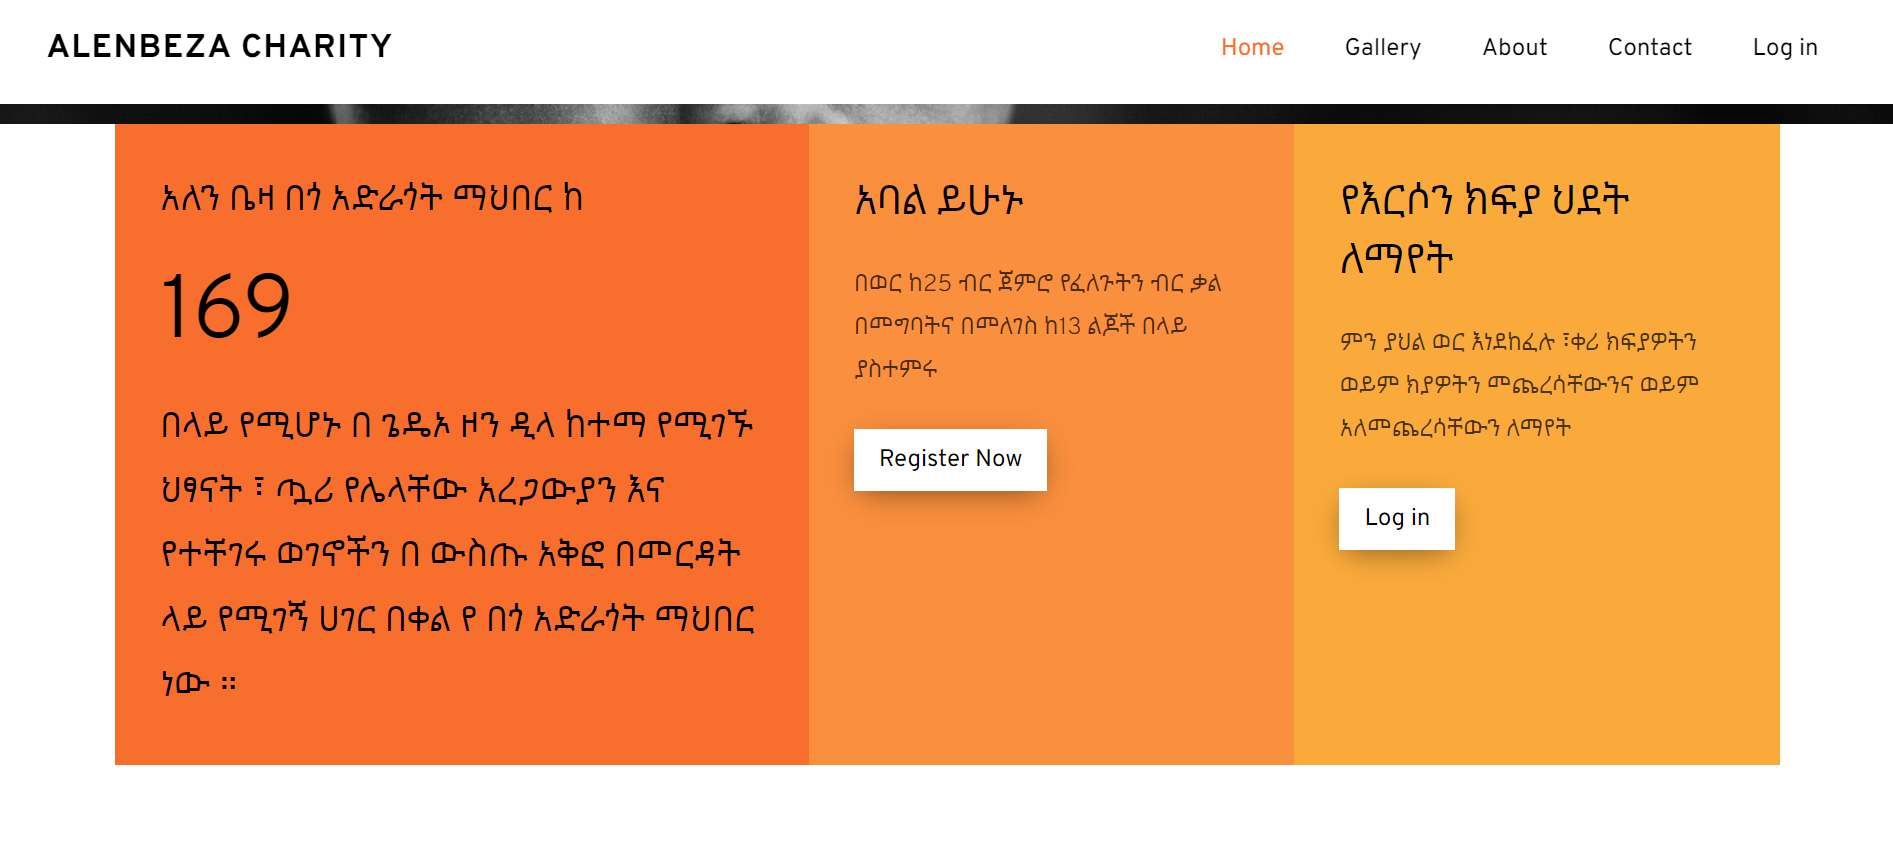 ALENBEZA CHARITY
Home Gallery About Contact Log in
አለን ቤዛ በጎ አድራጎት ማህበር ከ
169
በላይ የሚሆኑ በ ጌዴኦ ዞን ዲላ ከተማ የሚገኙ
ህፃናት ፣ ጧሪ የሌላቸው አረጋውያን እና
የተቸገሩ ወገኖችን በ ውስጡ አቅፎ በመርዳት
ላይ የሚገኝ ሀገር በቀል የ በጎ አድራጎት ማህበር
ነው ።
አባል ይሁኑ
በወር ከ25 ብር ጀምሮ የፈለጉትን ብር ቃል
በመግባትና በመለገስ ከ13 ልጆች በላይ
ያስተምሩ
Register Now
የእርሶን ክፍያ ህደት
ለማየት
ምን ያህል ወር እነደከፈሉ ፣ቀሪ ክፍያዎትን
ወይም ክያዎትን መጨረሳቸውንና ወይም
አለመጨረሳቸውን ለማየት
Log in